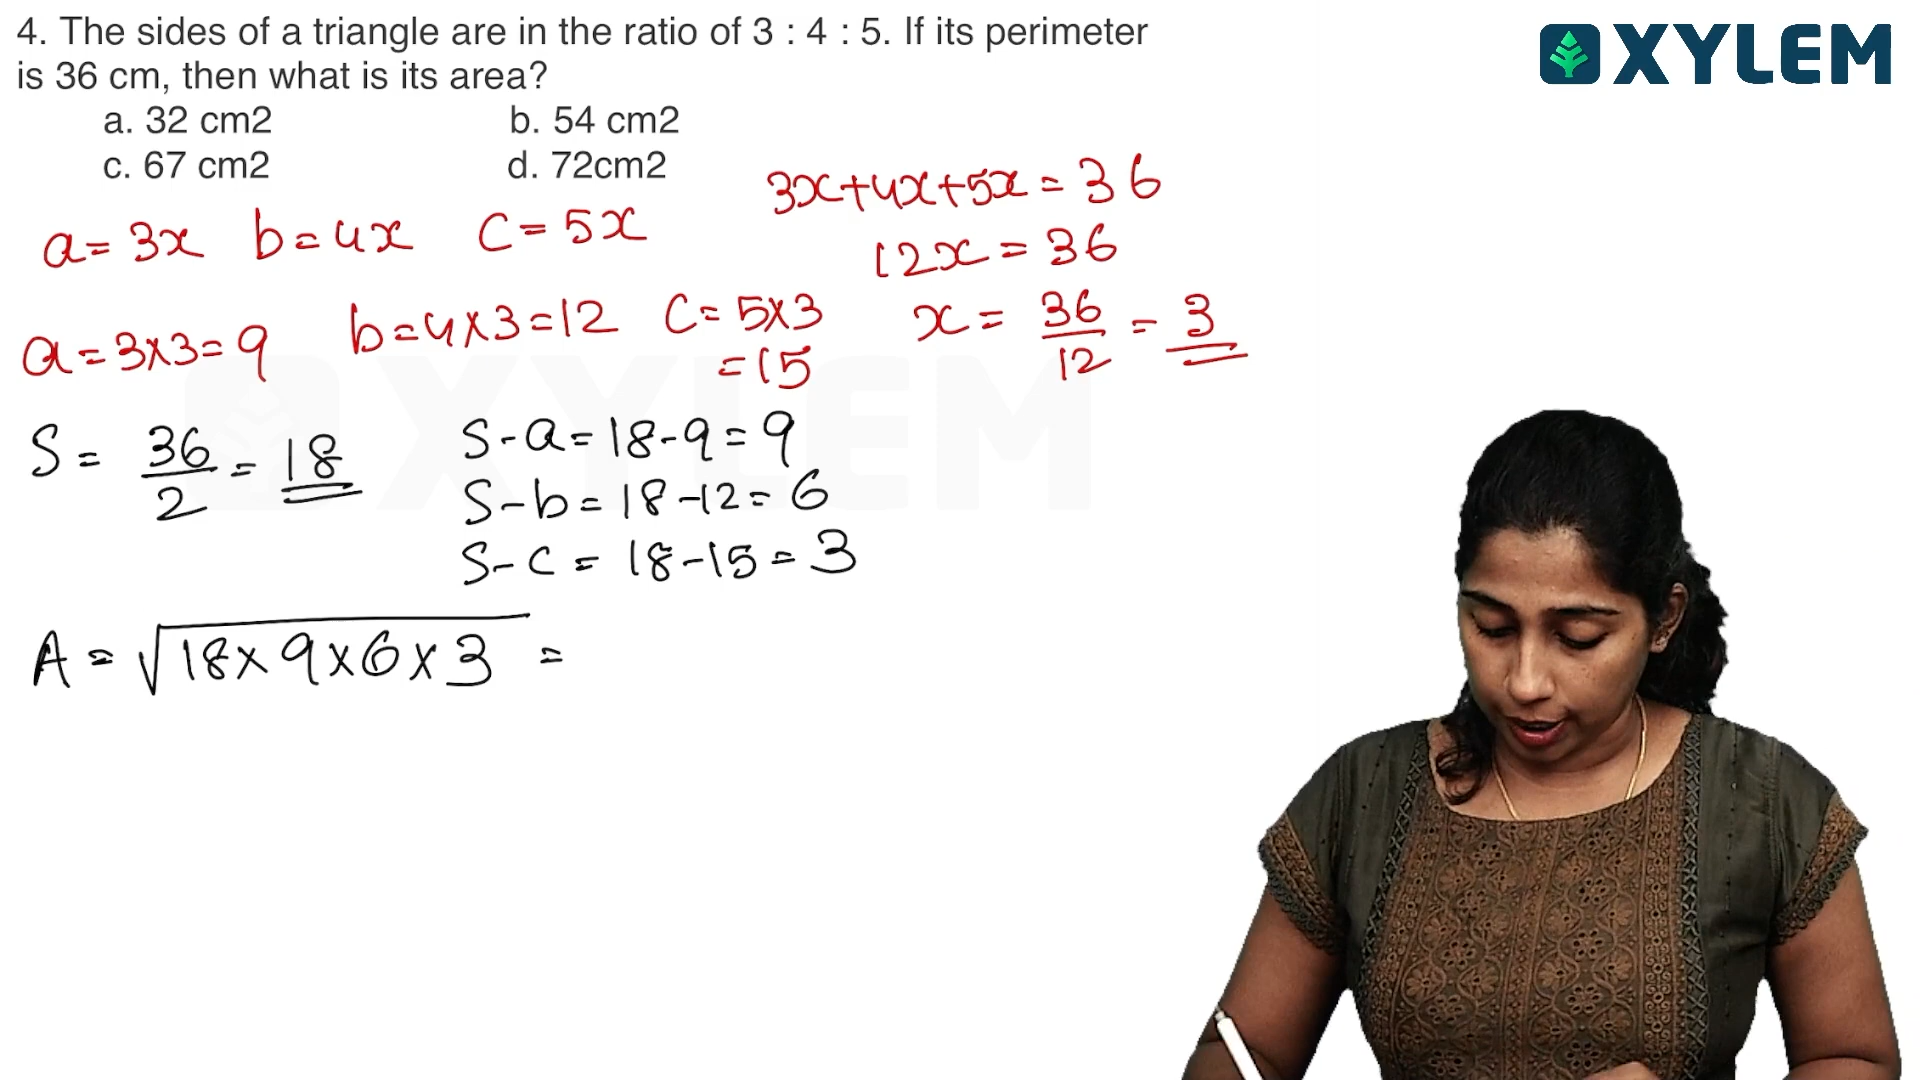 4. The sides of a triangle are in the ratio of 3 : 4 : 5. If its perimeter
is 36 cm, then what is its area?
a. 32 cm2 b. 54 cm2
c. 67 cm2 d. 72cm2
XYLEM
3x+4x+5x=36
a=3x b=4x c=5x
12x=36
a=3x3=9 b=4x3=12 c=5x3
=15
x=36/12=3
S=36/2=18
S-a=18-9=9
S-b=18-12=6
S-c=18-15=3
A=√18x9x6x3 =
XYLEM